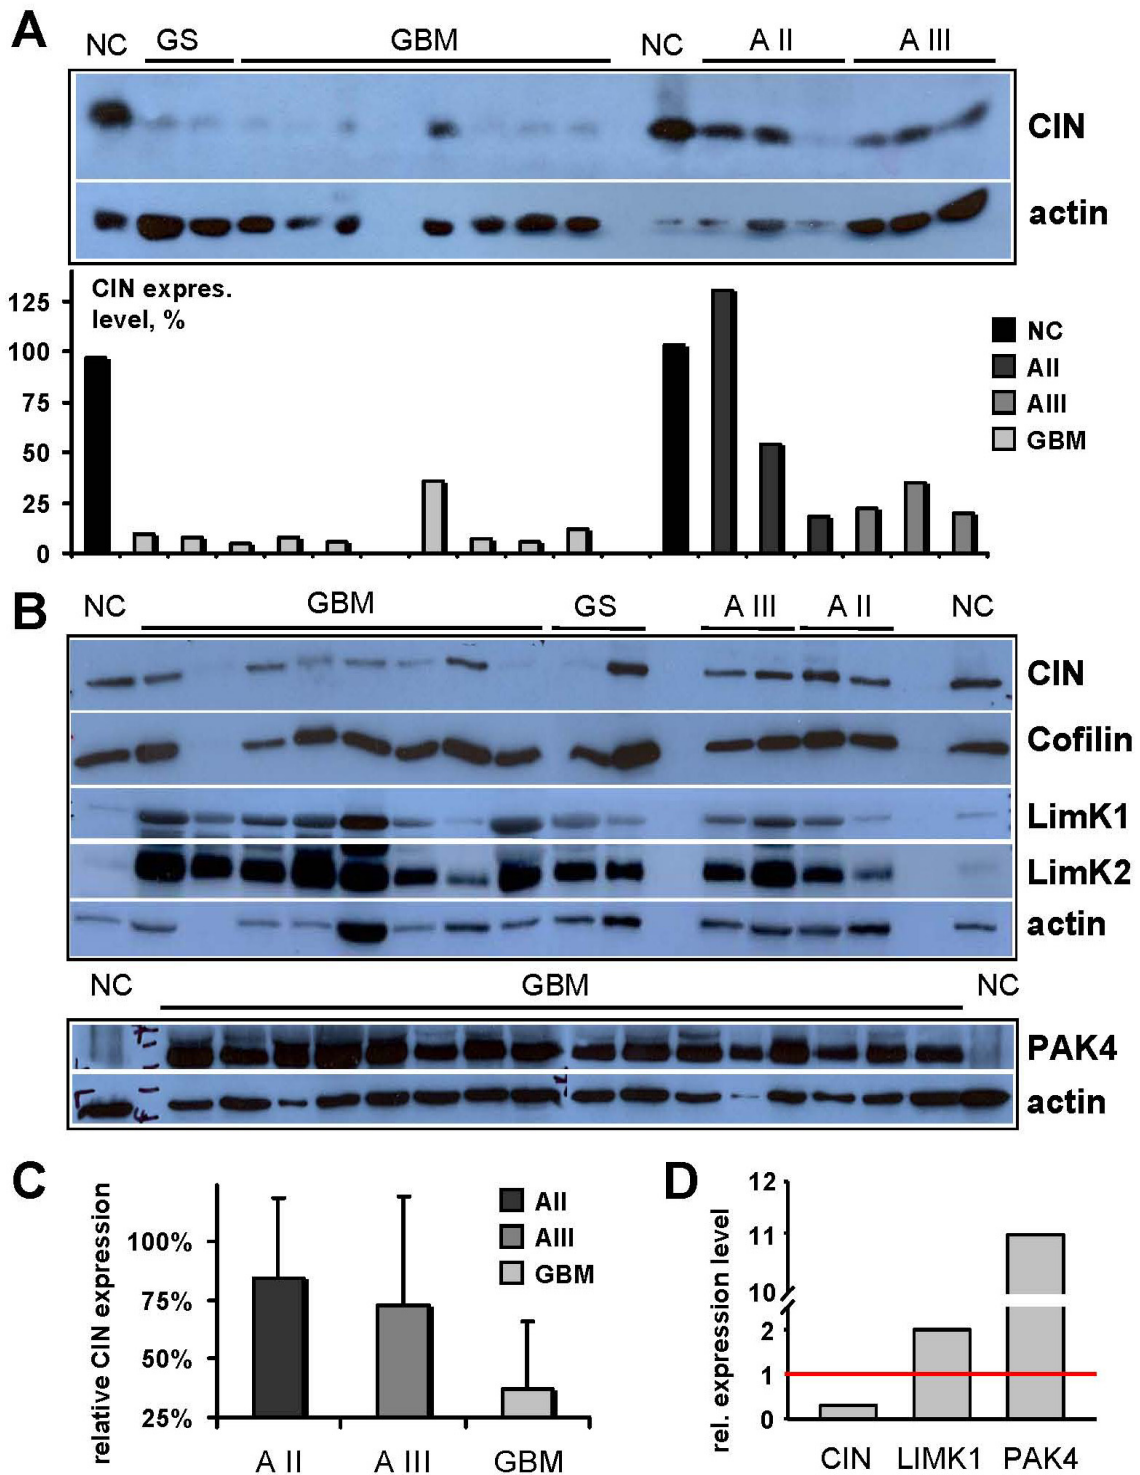 A
NC GS GBM NC A II A III
CIN
actin
CIN expres.
level, %
125
100
75
50
25
0
NC
AII
AIII
GBM
B
NC GBM GS A III A II NC
CIN
Cofilin
LimK1
LimK2
actin
NC GBM NC
PAK4
actin
C
relative CIN expression
100%
75%
50%
25%
AII
AIII
GBM
A II A III GBM
D
rel. expression level
12
11
10
2
1
0
CIN LIMK1 PAK4